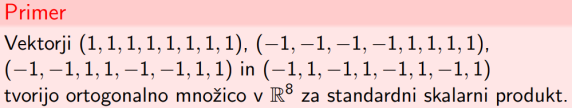 Primer
Vektorji (1, 1, 1, 1, 1, 1, 1, 1), (−1, −1, −1, −1, 1, 1, 1, 1),
(−1, −1, 1, 1, −1, −1, 1, 1) in (−1, 1, −1, 1, −1, 1, −1, 1)
tvorijo ortogonalno množico v ℝ⁸ za standardni skalarni produkt.